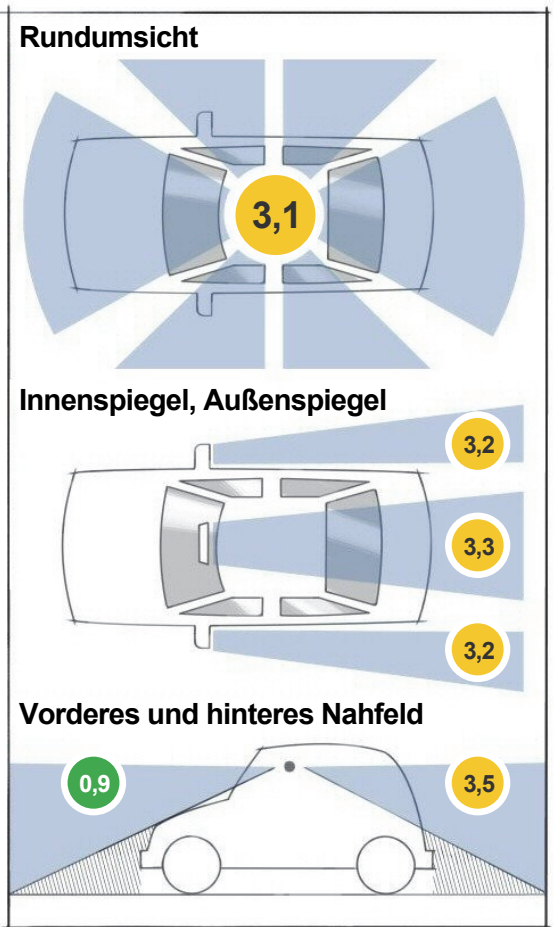 Rundumsicht
3,1
Innenspiegel, Außenspiegel
3,2
3,3
3,2
Vorderes und hinteres Nahfeld
0,9 3,5